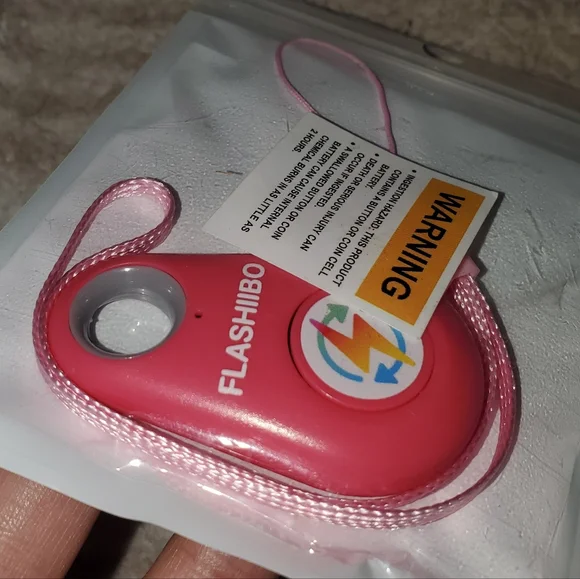 WARNING
• INGESTION HAZARD: THIS PRODUCT
CONTAINS A BUTTON OR COIN CELL
BATTERY
• DEATH OR SERIOUS INJURY CAN
OCCUR IF INGESTED.
• A SWALLOWED BUTTON OR COIN
BATTERY CAN CAUSE INTERNAL
CHEMICAL BURNS IN AS LITTLE AS
2 HOURS.
FLASHIIBO